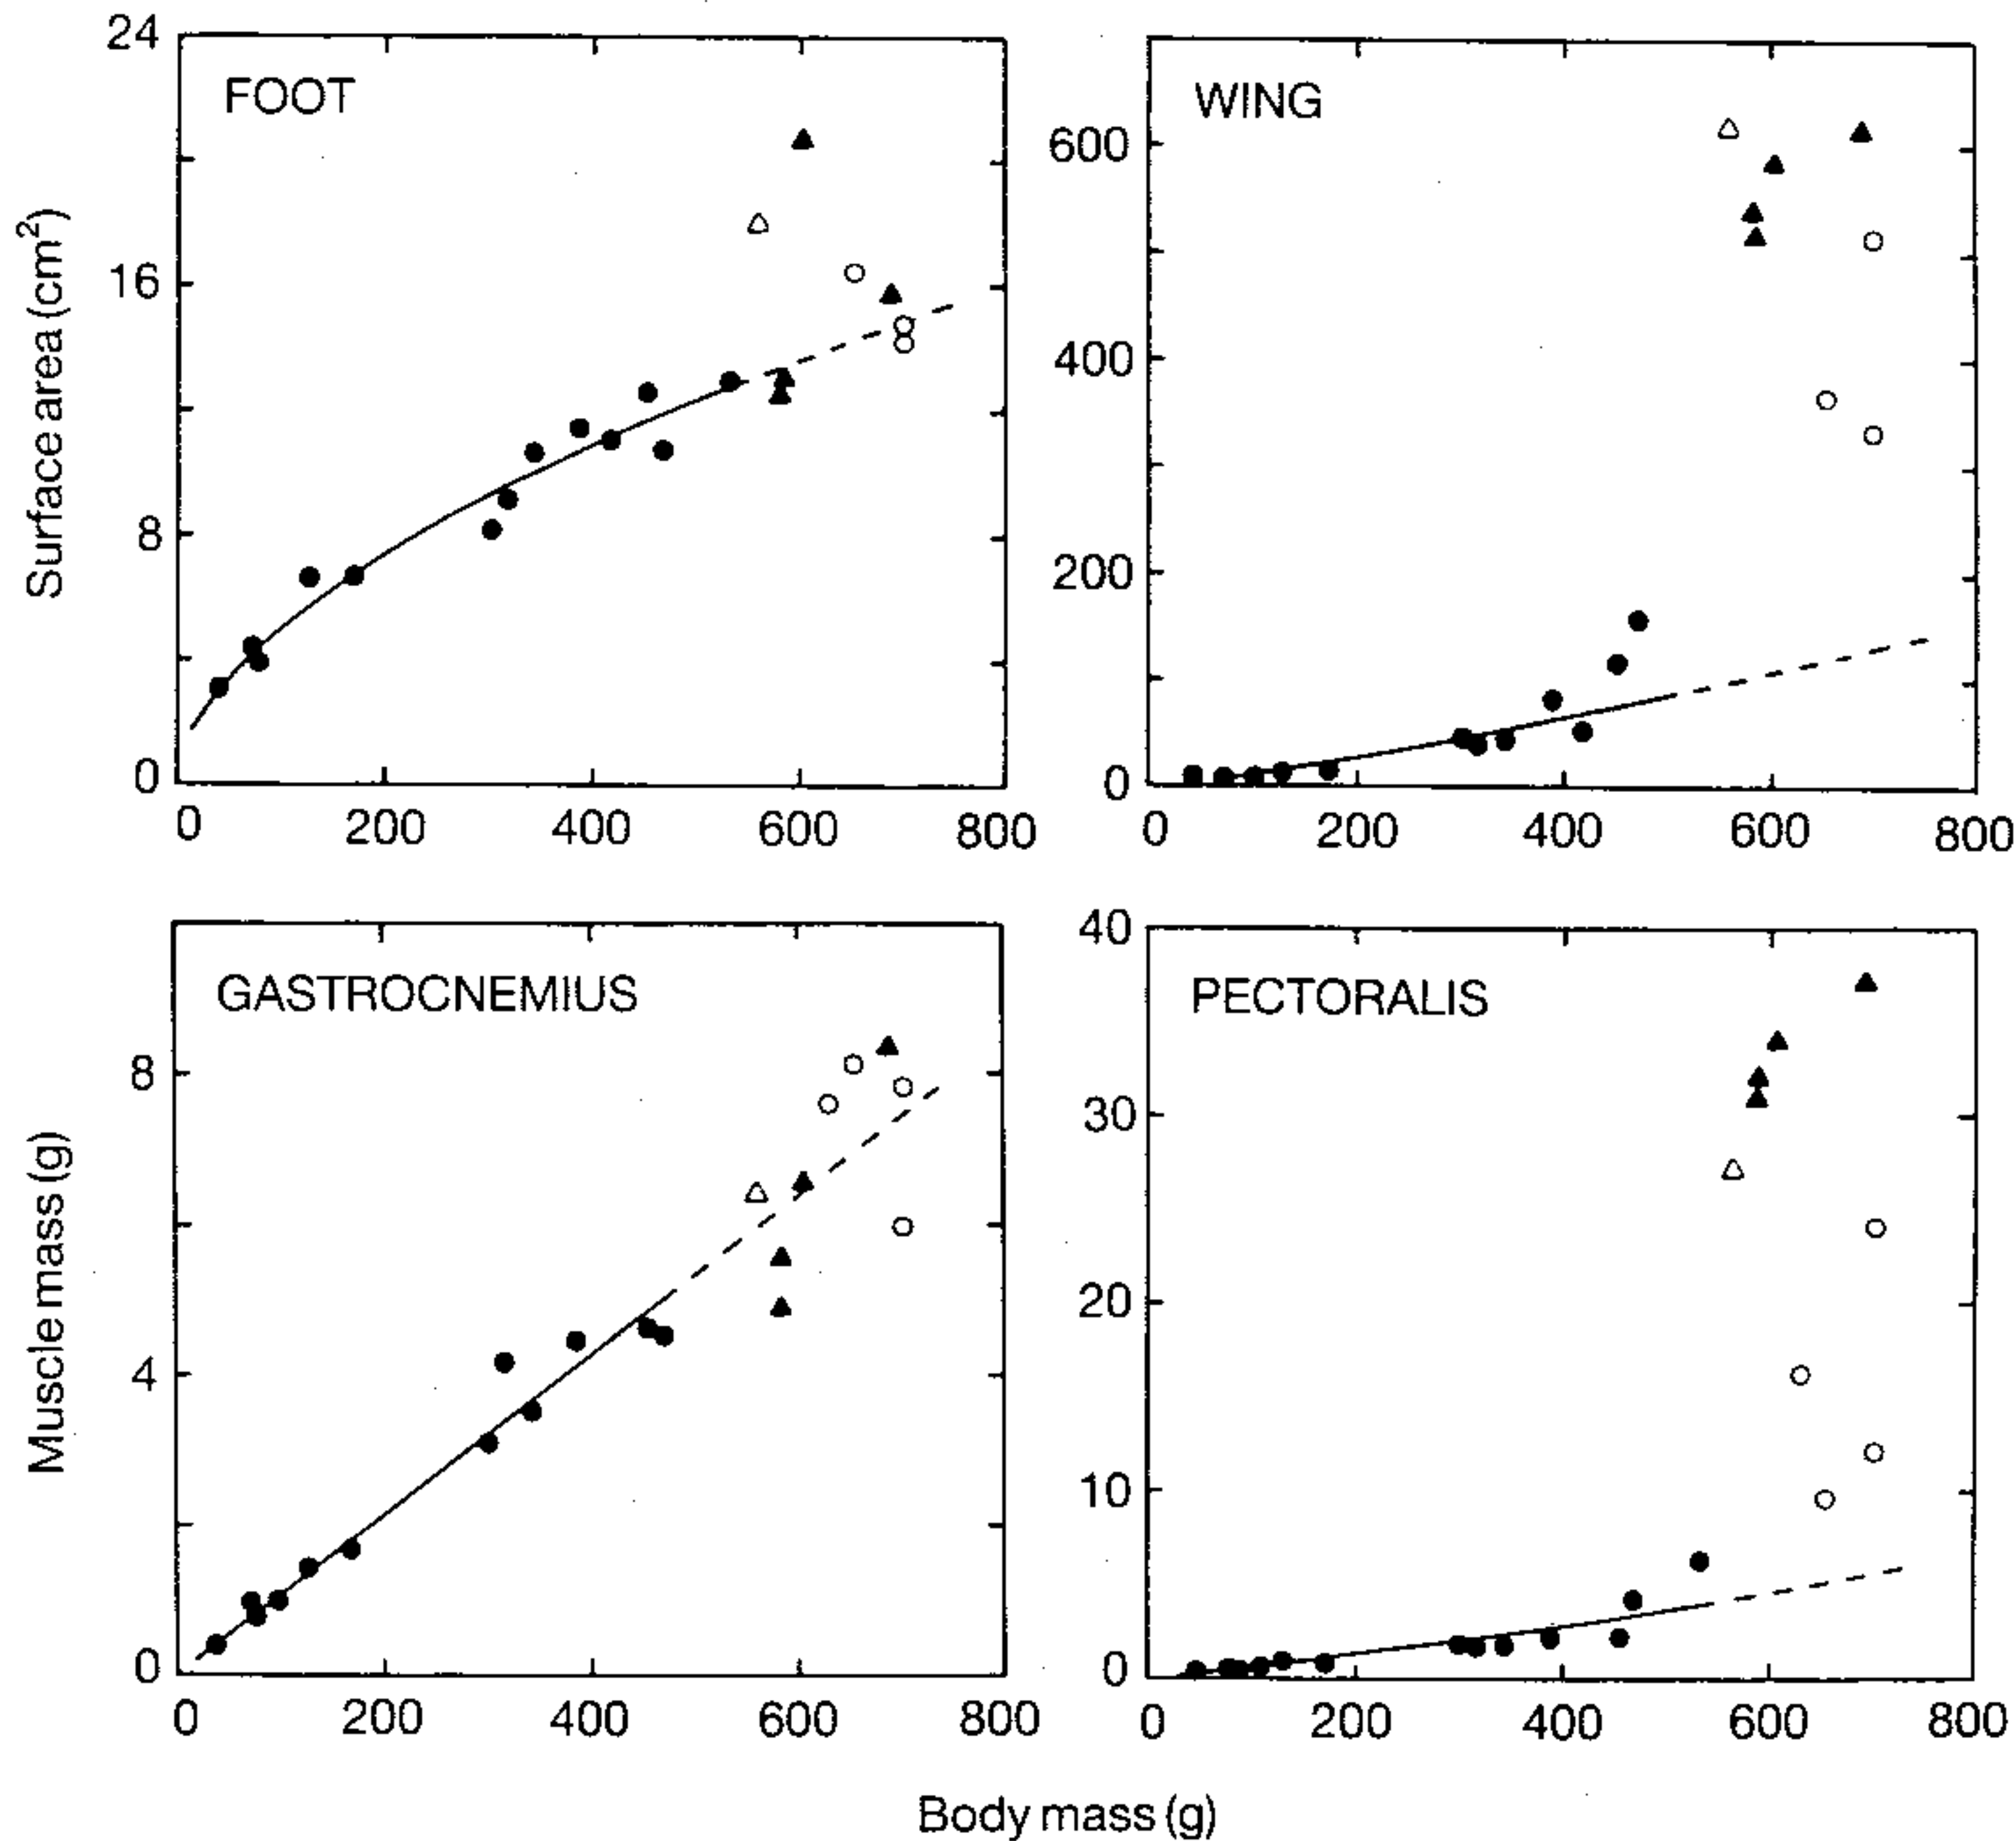 24
FOOT
16
8
0
0 200 400 600 800
Surface area (cm²)
WING
600
400
200
0
0 200 400 600 800
GASTROCNEMIUS
8
4
0
0 200 400 600 800
Muscle mass (g)
40
PECTORALIS
30
20
10
0
0 200 400 600 800
Body mass (g)